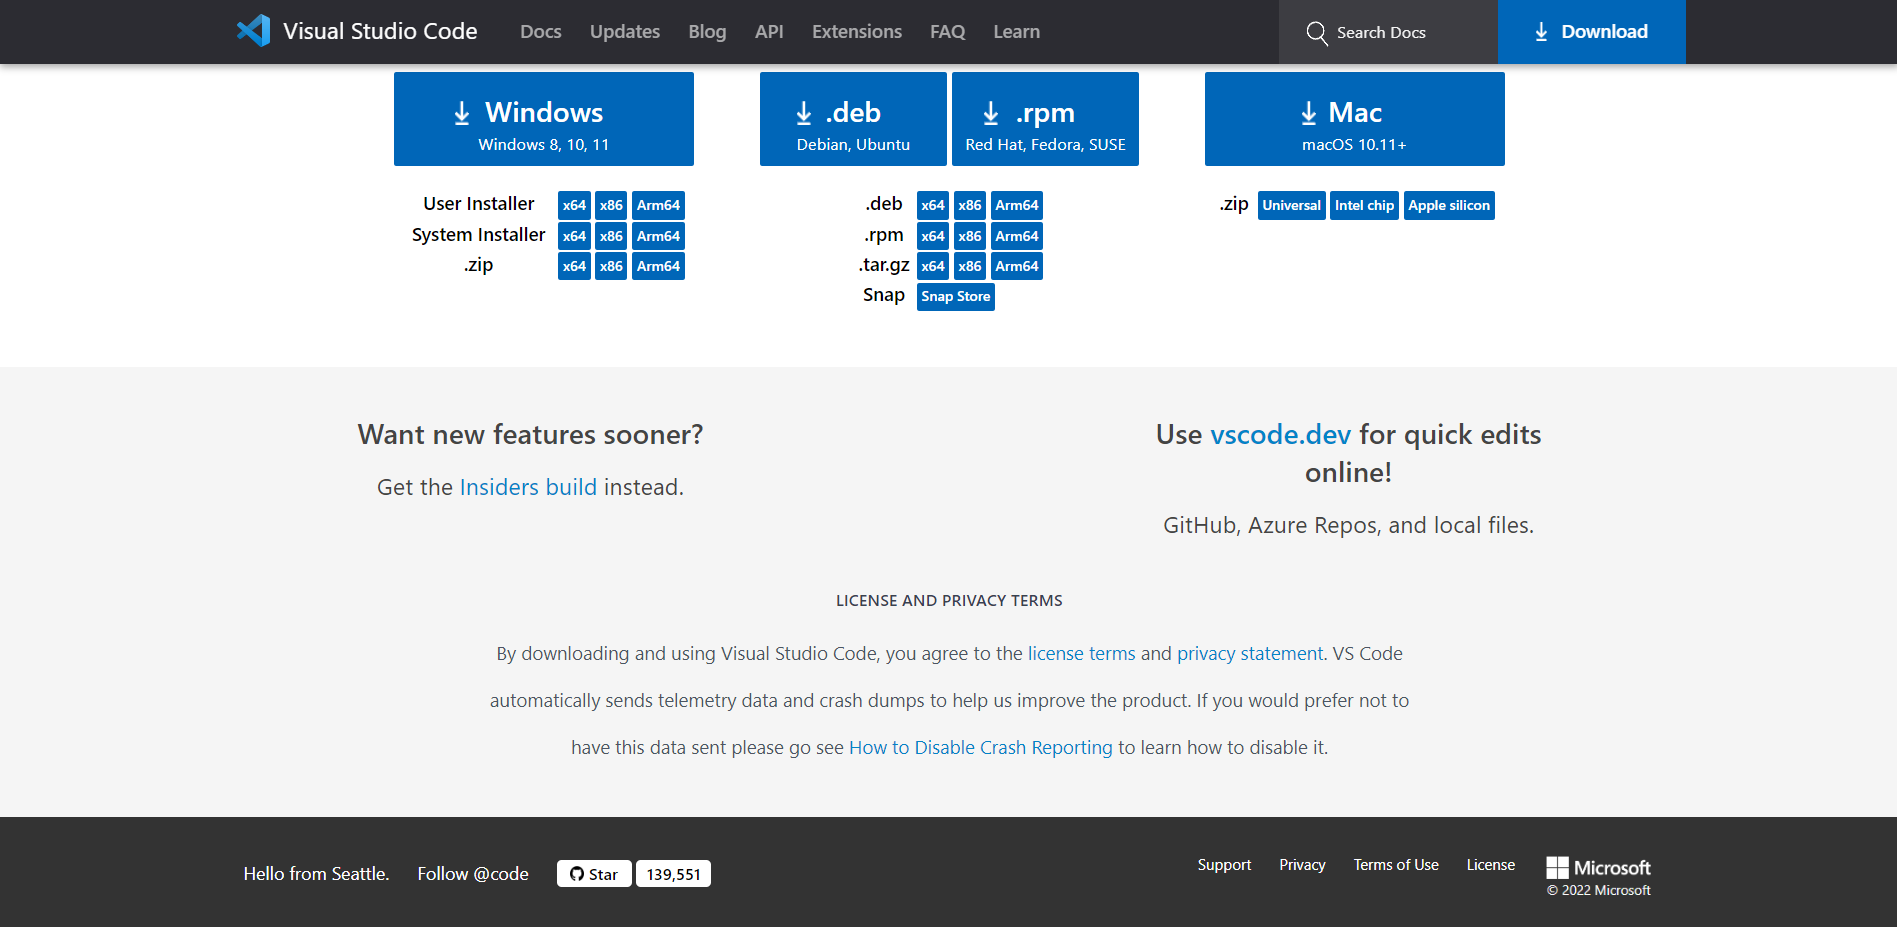 Visual Studio Code Docs Updates Blog API Extensions FAQ Learn Search Docs Download
Windows
Windows 8, 10, 11
.deb
Debian, Ubuntu
.rpm
Red Hat, Fedora, SUSE
Mac
macOS 10.11+
User Installer x64 x86 Arm64
System Installer x64 x86 Arm64
.zip x64 x86 Arm64
.deb x64 x86 Arm64
.rpm x64 x86 Arm64
.tar.gz x64 x86 Arm64
Snap Snap Store
.zip Universal Intel chip Apple silicon
Want new features sooner?
Get the Insiders build instead.
Use vscode.dev for quick edits
online!
GitHub, Azure Repos, and local files.
LICENSE AND PRIVACY TERMS
By downloading and using Visual Studio Code, you agree to the license terms and privacy statement. VS Code
automatically sends telemetry data and crash dumps to help us improve the product. If you would prefer not to
have this data sent please go see How to Disable Crash Reporting to learn how to disable it.
Hello from Seattle. Follow @code Star 139,551
Support Privacy Terms of Use License Microsoft
© 2022 Microsoft